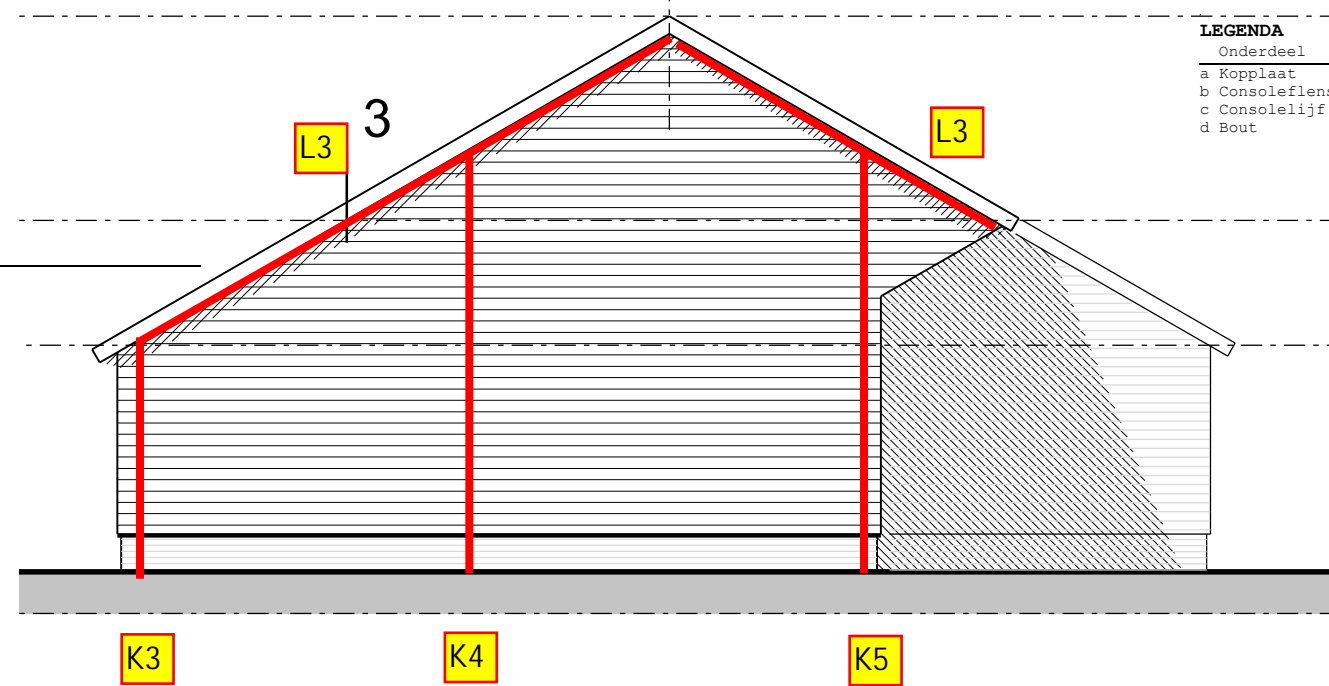 LEGENDA
Onderdeel
a Kopplaat
b Consoleflens
c Consolelijf
d Bout
3
L3
L3
K3
K4
K5